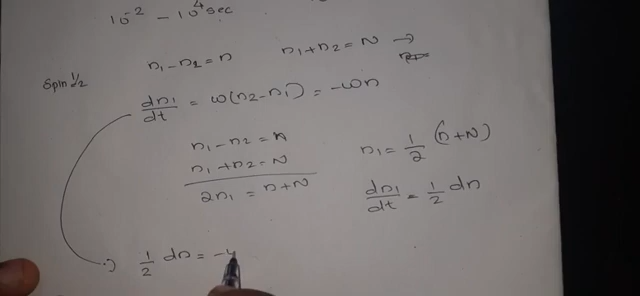 10⁻² – 10⁴ sec
n₁ - n₂ = n n₁ + n₂ = N →
Spin ½
dn₁/dt = ω(n₂ - n₁) = -ωn
n₁ - n₂ = n
n₁ + n₂ = N
2n₁ = n + N
n₁ = 1/2 (n + N)
dn₁/dt = 1/2 dn
1/2 dn = -